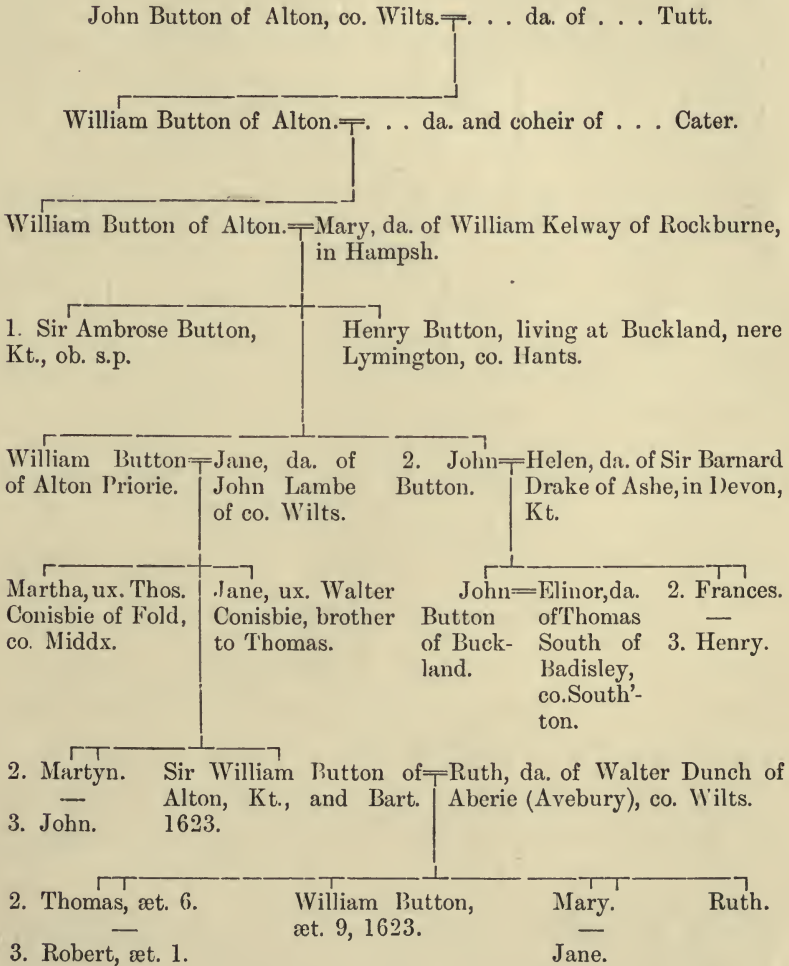 John Button of Alton, co. Wilts.=. . . da. of . . . Tutt.
William Button of Alton.=. . . da. and coheir of . . . Cater.
William Button of Alton.=Mary, da. of William Kelway of Rockburne,
in Hampsh.
1. Sir Ambrose Button,
Kt., ob. s.p.
Henry Button, living at Buckland, nere
Lymington, co. Hants.
William Button=
of Alton Priorie.
Jane, da. of
John Lambe
of co. Wilts.
2. John=
Button.
Helen, da. of Sir Barnard
Drake of Ashe, in Devon,
Kt.
Martha, ux. Thos.
Conisbie of Fold,
co. Middx.
Jane, ux. Walter
Conisbie, brother
to Thomas.
John=
Button
of Buck-
land.
Elinor, da.
of Thomas
South of
Badisley,
co. South'-
ton.
2. Frances.
—
3. Henry.
2. Martyn.
—
3. John.
Sir William Button of=
Alton, Kt., and Bart.
1623.
Ruth, da. of Walter Dunch of
Aberie (Avebury), co. Wilts.
2. Thomas, æt. 6.
—
3. Robert, æt. 1.
William Button,
æt. 9, 1623.
Mary.
—
Jane.
Ruth.